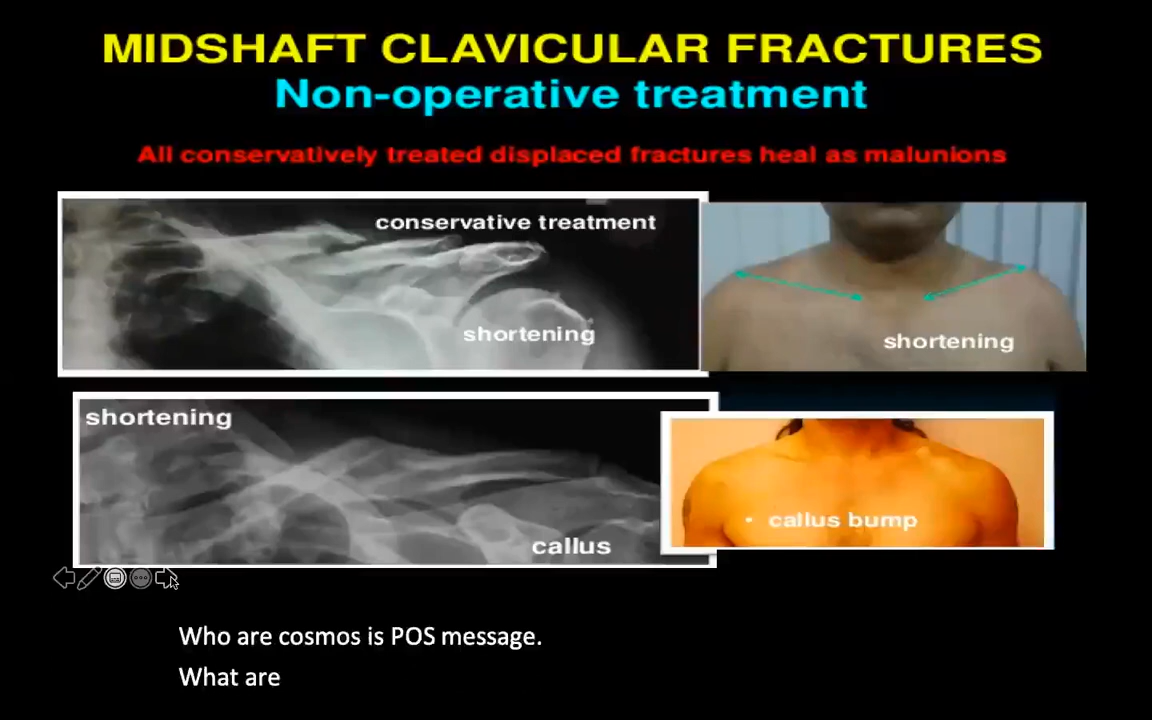 MIDSHAFT CLAVICULAR FRACTURES
Non-operative treatment
All conservatively treated displaced fractures heal as malunions
conservative treatment
shortening
shortening
shortening
callus
• callus bump
Who are cosmos is POS message.
What are